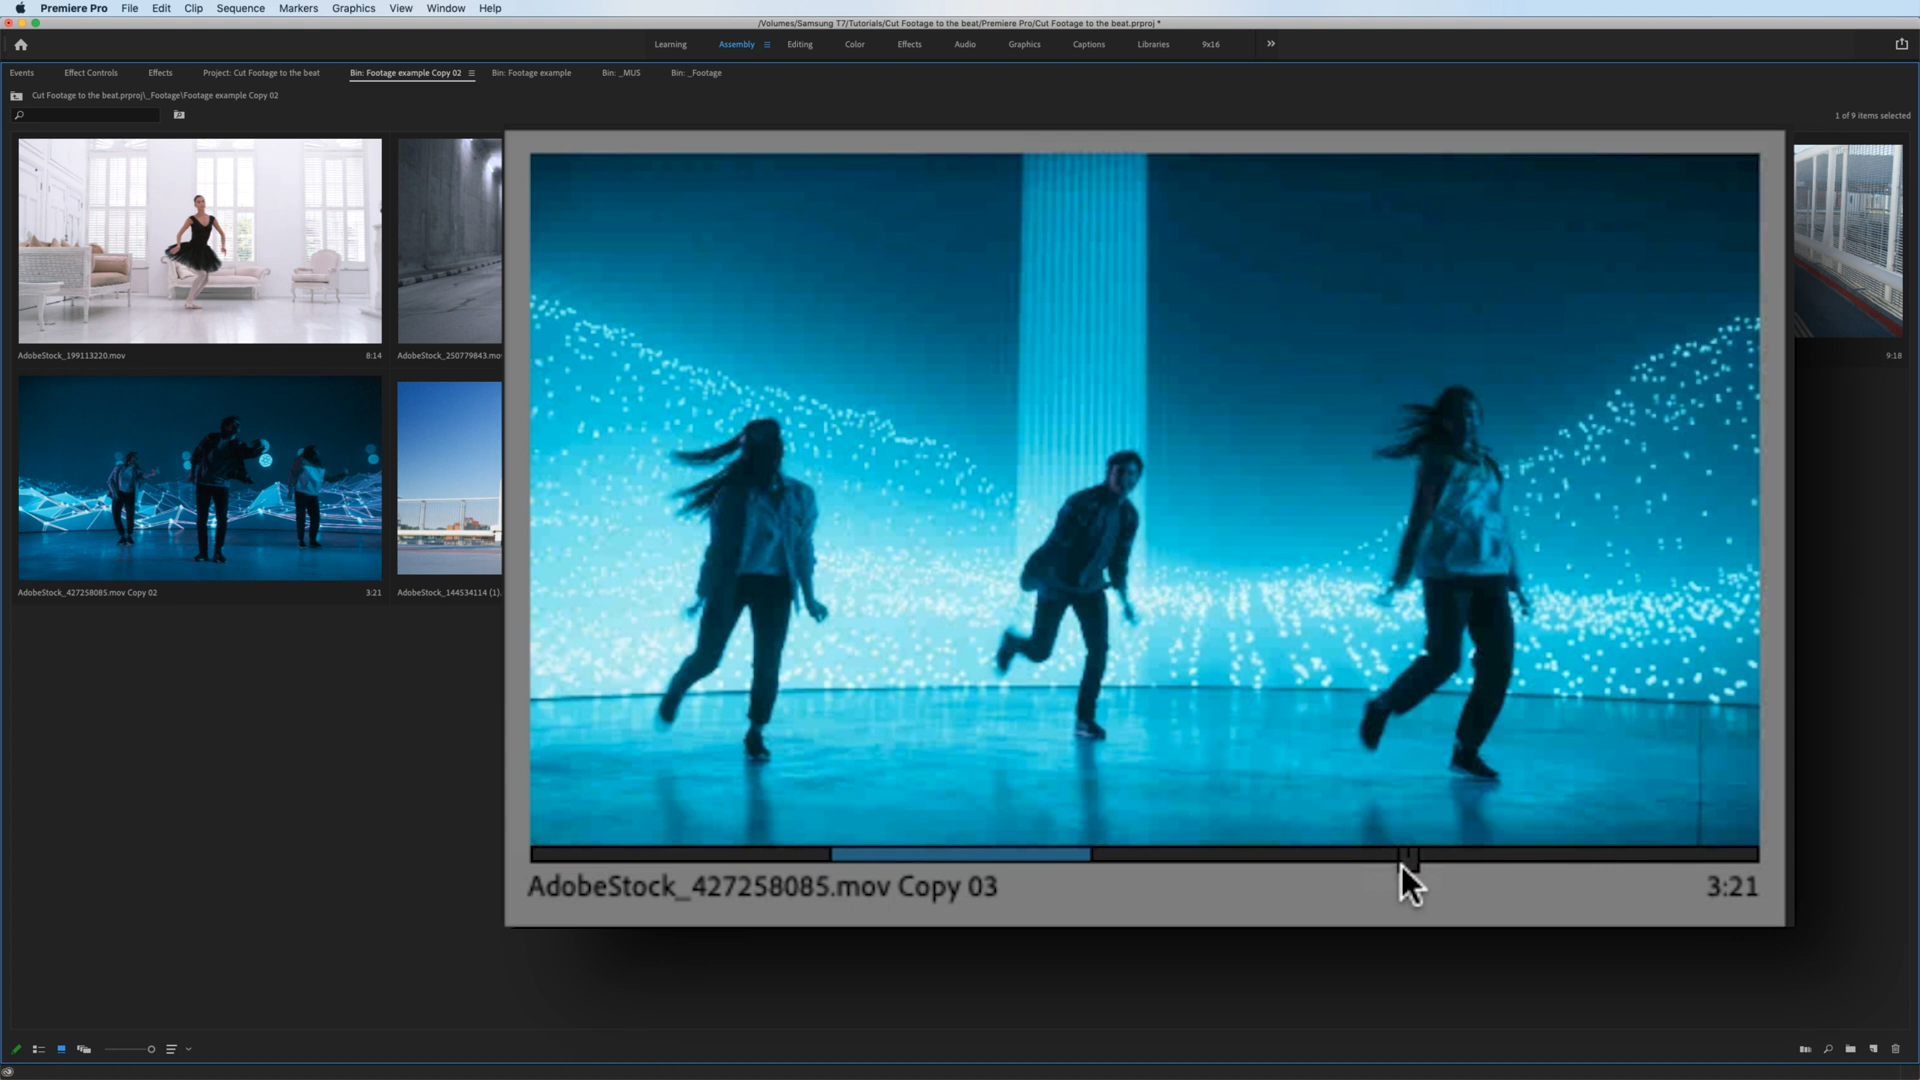 Premiere Pro File Edit Clip Sequence Markers Graphics View Window Help
/Volumes/Samsung T7/Tutorials/Cut Footage to the beat/Premiere Pro/Cut Footage to the beat.prproj *
Learning Assembly Editing Color Effects Audio Graphics Captions Libraries 9x16
Events Effect Controls Effects Project: Cut Footage to the beat Bin: Footage example Copy 02 Bin: Footage example Bin: _MUS Bin: _Footage
Cut Footage to the beat.prproj\_Footage\Footage example Copy 02
1 of 9 items selected
AdobeStock_199113220.mov 8:14 AdobeStock_250779843.mo 9:18
AdobeStock_427258085.mov Copy 02 3:21 AdobeStock_144534114 (1).
AdobeStock_427258085.mov Copy 03 3:21